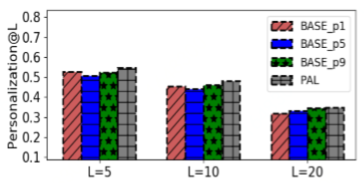 Personalization@L
0.8
0.7
0.6
0.5
0.4
0.3
0.2
0.1
BASE_p1
BASE_p5
BASE_p9
PAL
L=5 L=10 L=20